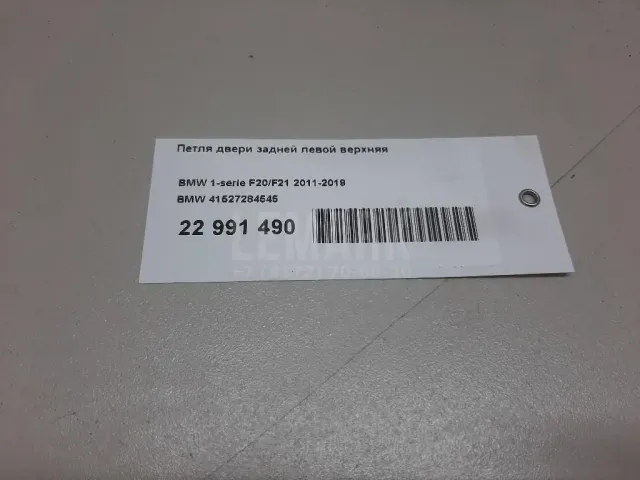 Петля двери задней левой верхняя
BMW 1-serie F20/F21 2011-2019
BMW 41527284545
22 991 490